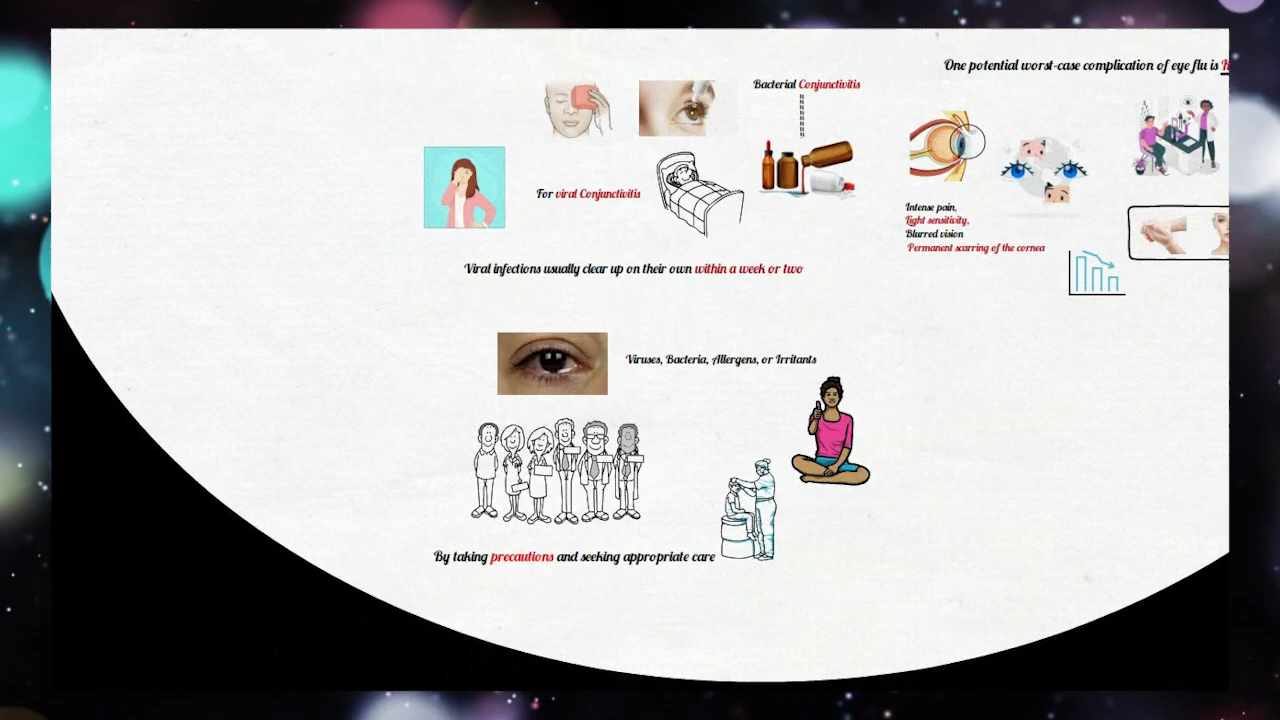 One potential worst-case complication of eye flu is
Bacterial Conjunctivitis
For viral Conjunctivitis
Intense pain,
Light sensitivity,
Blurred vision
Permanent scarring of the cornea
Viral infections usually clear up on their own within a week or two
Viruses, Bacteria, Allergens, or Irritants
By taking precautions and seeking appropriate care